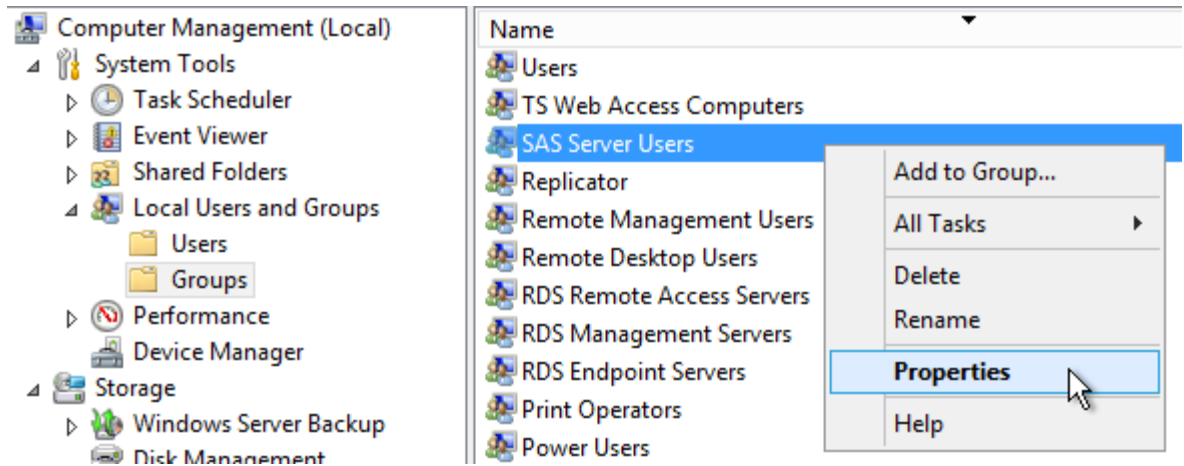 Computer Management (Local)
System Tools
Task Scheduler
Event Viewer
Shared Folders
Local Users and Groups
Users
Groups
Performance
Device Manager
Storage
Windows Server Backup
Disk Management
Name
Users
TS Web Access Computers
SAS Server Users
Replicator
Remote Management Users
Remote Desktop Users
RDS Remote Access Servers
RDS Management Servers
RDS Endpoint Servers
Print Operators
Power Users
Add to Group...
All Tasks
Delete
Rename
Properties
Help